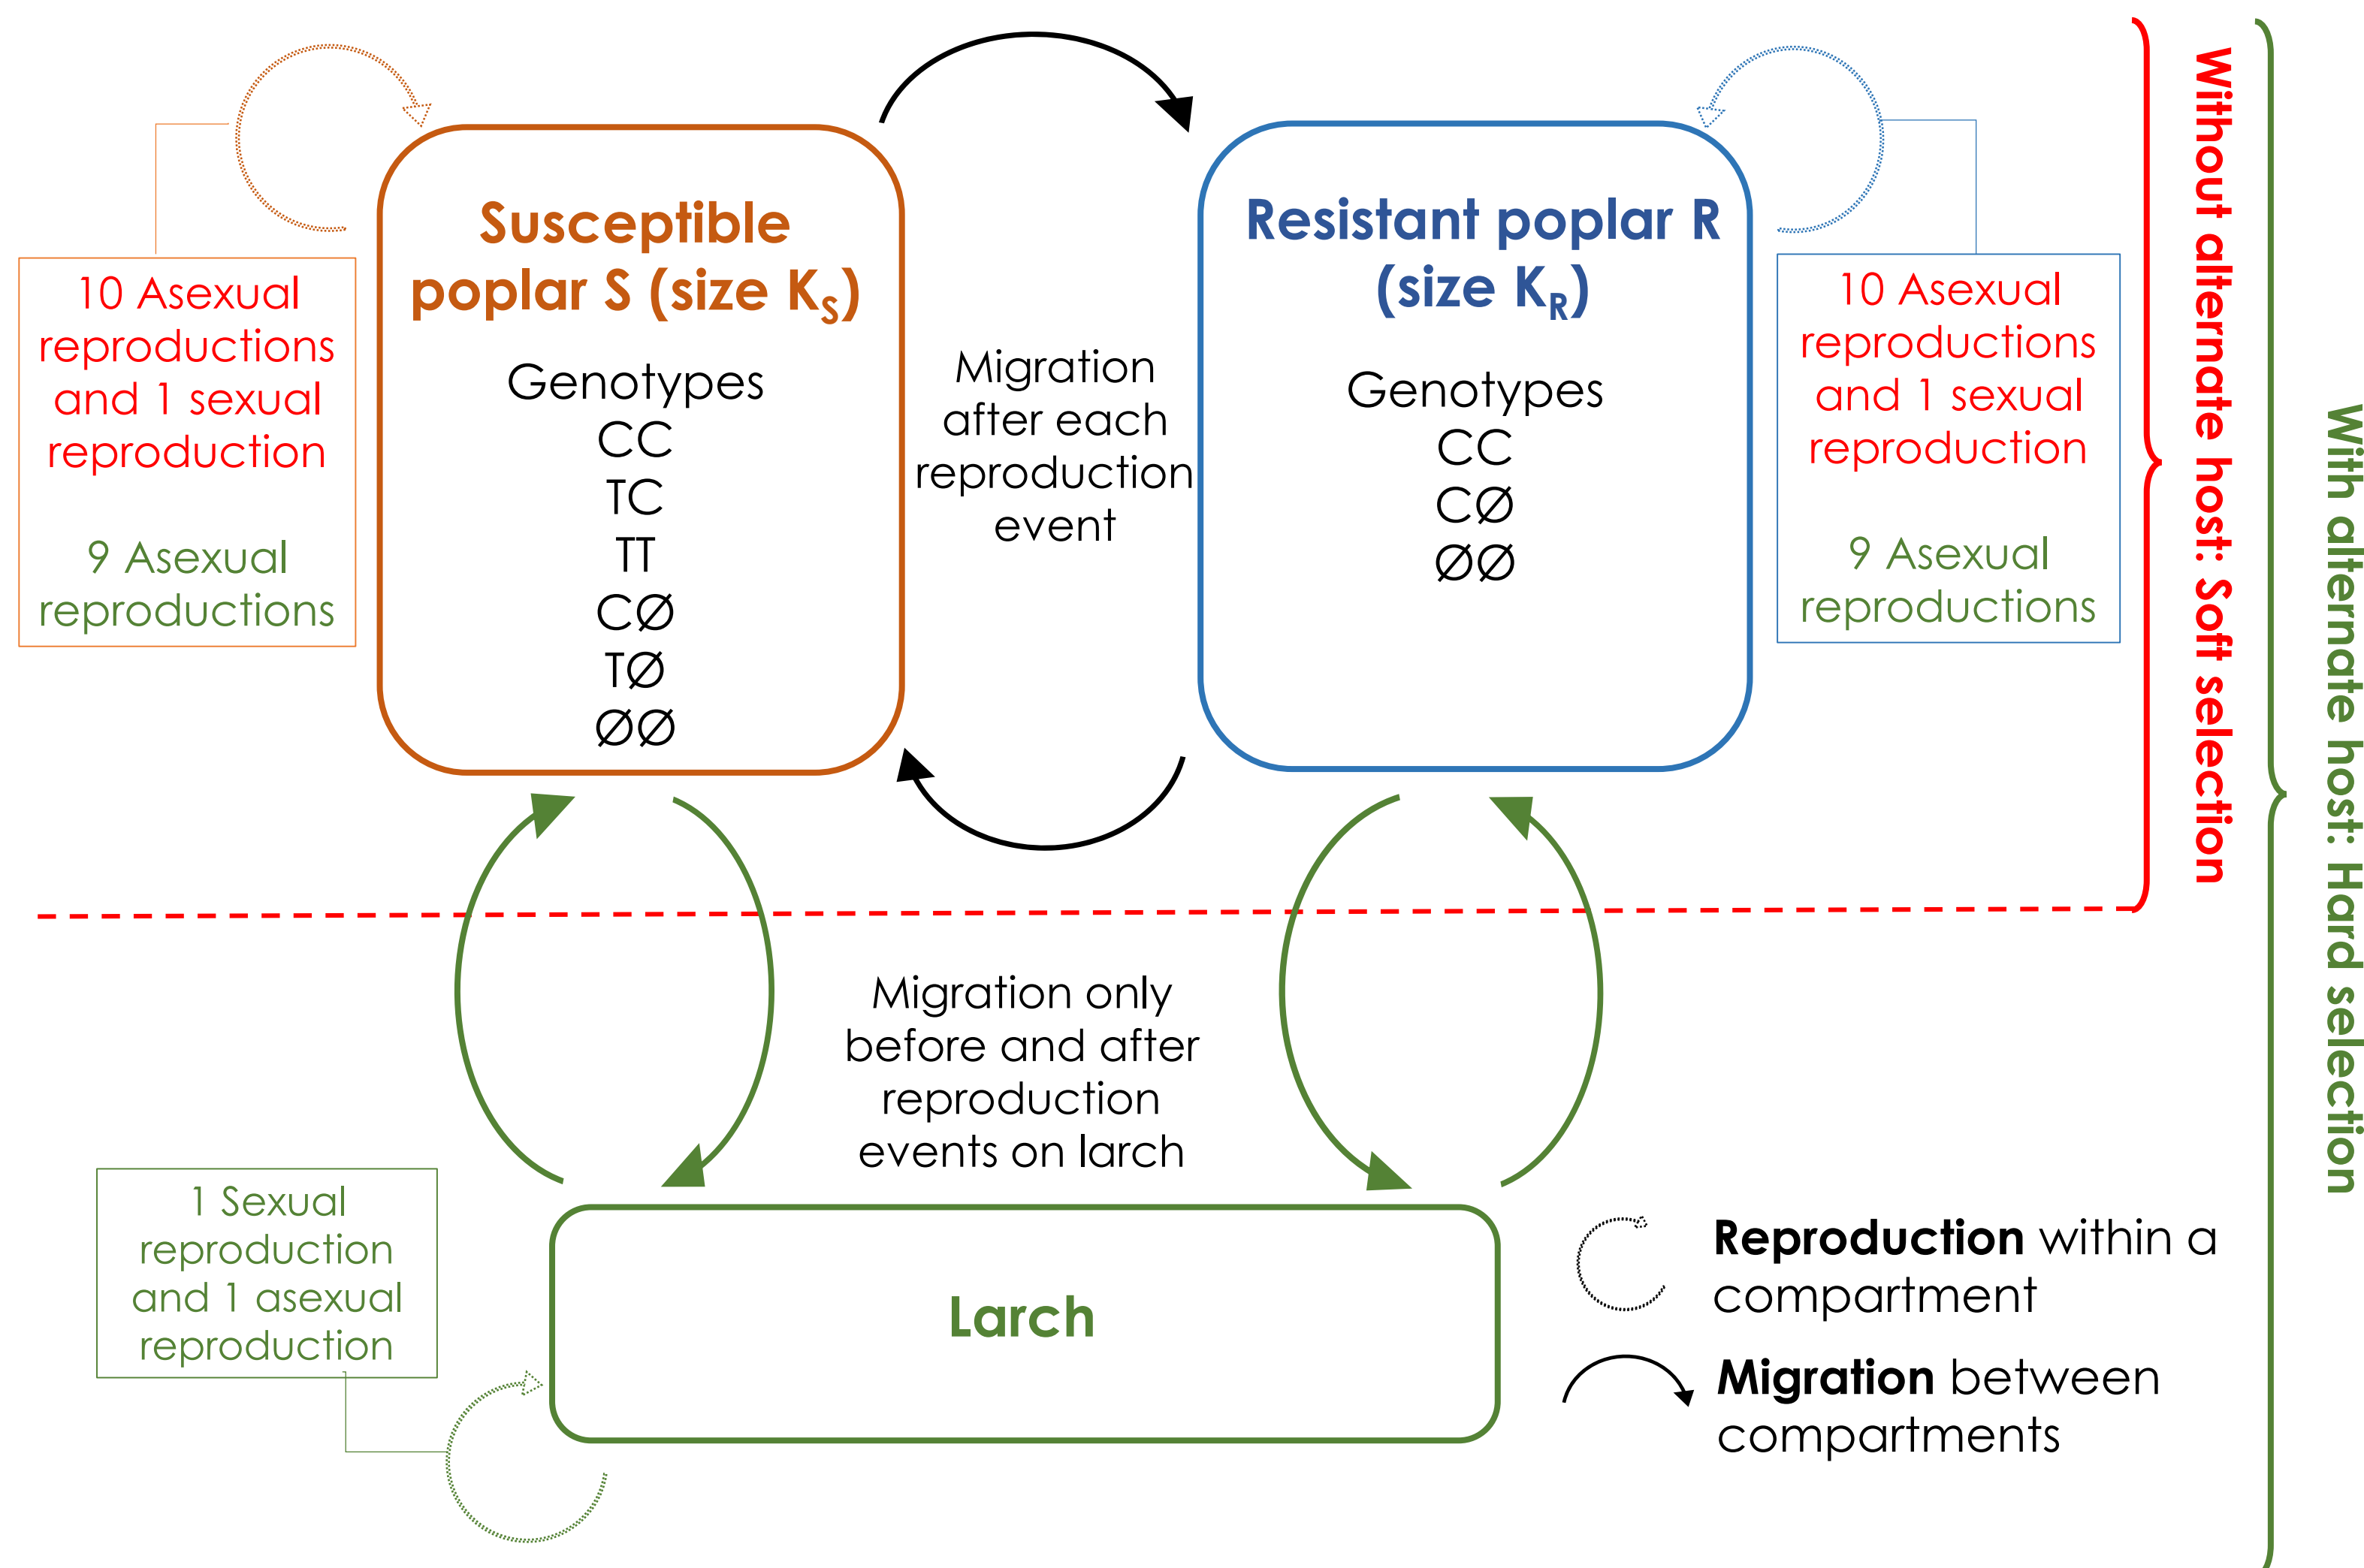 Susceptible
poplar S (size K_S)
Genotypes
CC
TC
TT
CØ
TØ
ØØ
10 Asexual
reproductions
and 1 sexual
reproduction
9 Asexual
reproductions
Migration
after each
reproduction
event
Resistant poplar R
(size K_R)
Genotypes
CC
CØ
ØØ
10 Asexual
reproductions
and 1 sexual
reproduction
9 Asexual
reproductions
Without alternate host: Soft selection
With alternate host: Hard selection
Migration only
before and after
reproduction
events on larch
1 Sexual
reproduction
and 1 asexual
reproduction
Larch
Reproduction within a
compartment
Migration between
compartments